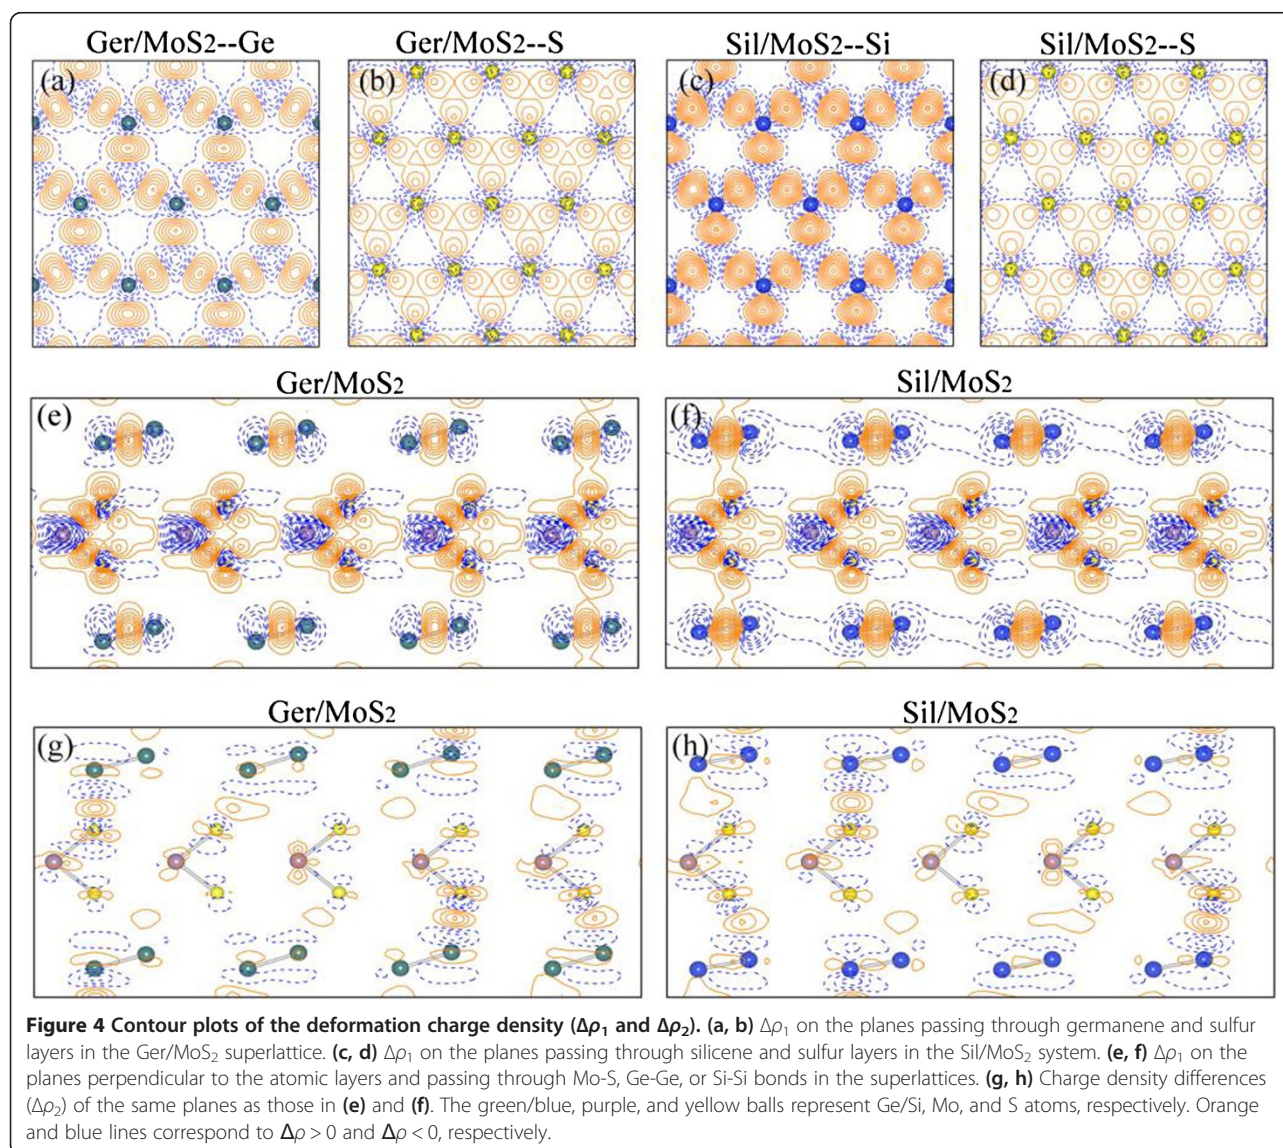 Ger/MoS2--Ge Ger/MoS2--S Sil/MoS2--Si Sil/MoS2--S
(a) (b) (c) (d)
Ger/MoS2 Sil/MoS2
(e) (f)
Ger/MoS2 Sil/MoS2
(g) (h)
Figure 4 Contour plots of the deformation charge density (Δρ₁ and Δρ₂). (a, b) Δρ₁ on the planes passing through germanene and sulfur
layers in the Ger/MoS₂ superlattice. (c, d) Δρ₁ on the planes passing through silicene and sulfur layers in the Sil/MoS₂ system. (e, f) Δρ₁ on the
planes perpendicular to the atomic layers and passing through Mo-S, Ge-Ge, or Si-Si bonds in the superlattices. (g, h) Charge density differences
(Δρ₂) of the same planes as those in (e) and (f). The green/blue, purple, and yellow balls represent Ge/Si, Mo, and S atoms, respectively. Orange
and blue lines correspond to Δρ > 0 and Δρ < 0, respectively.